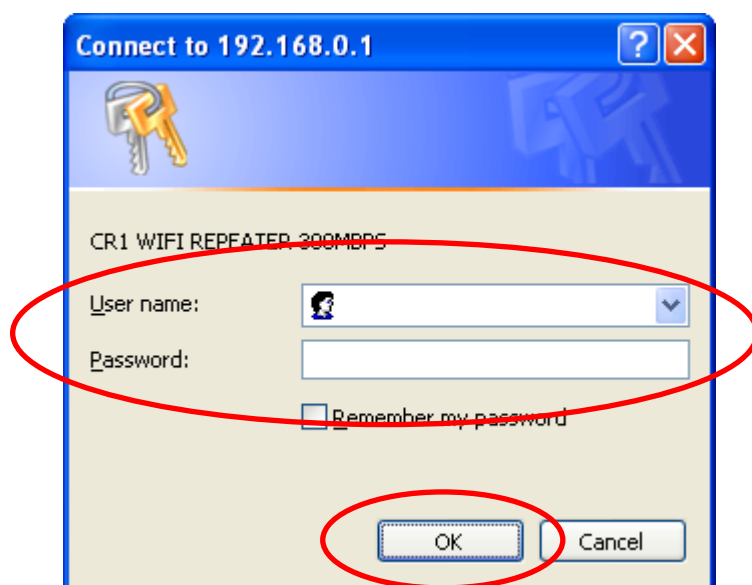 Connect to 192.168.0.1
CR1 WIFI REPEATER 300MBPS
User name:
Password:
Remember my password
OK Cancel